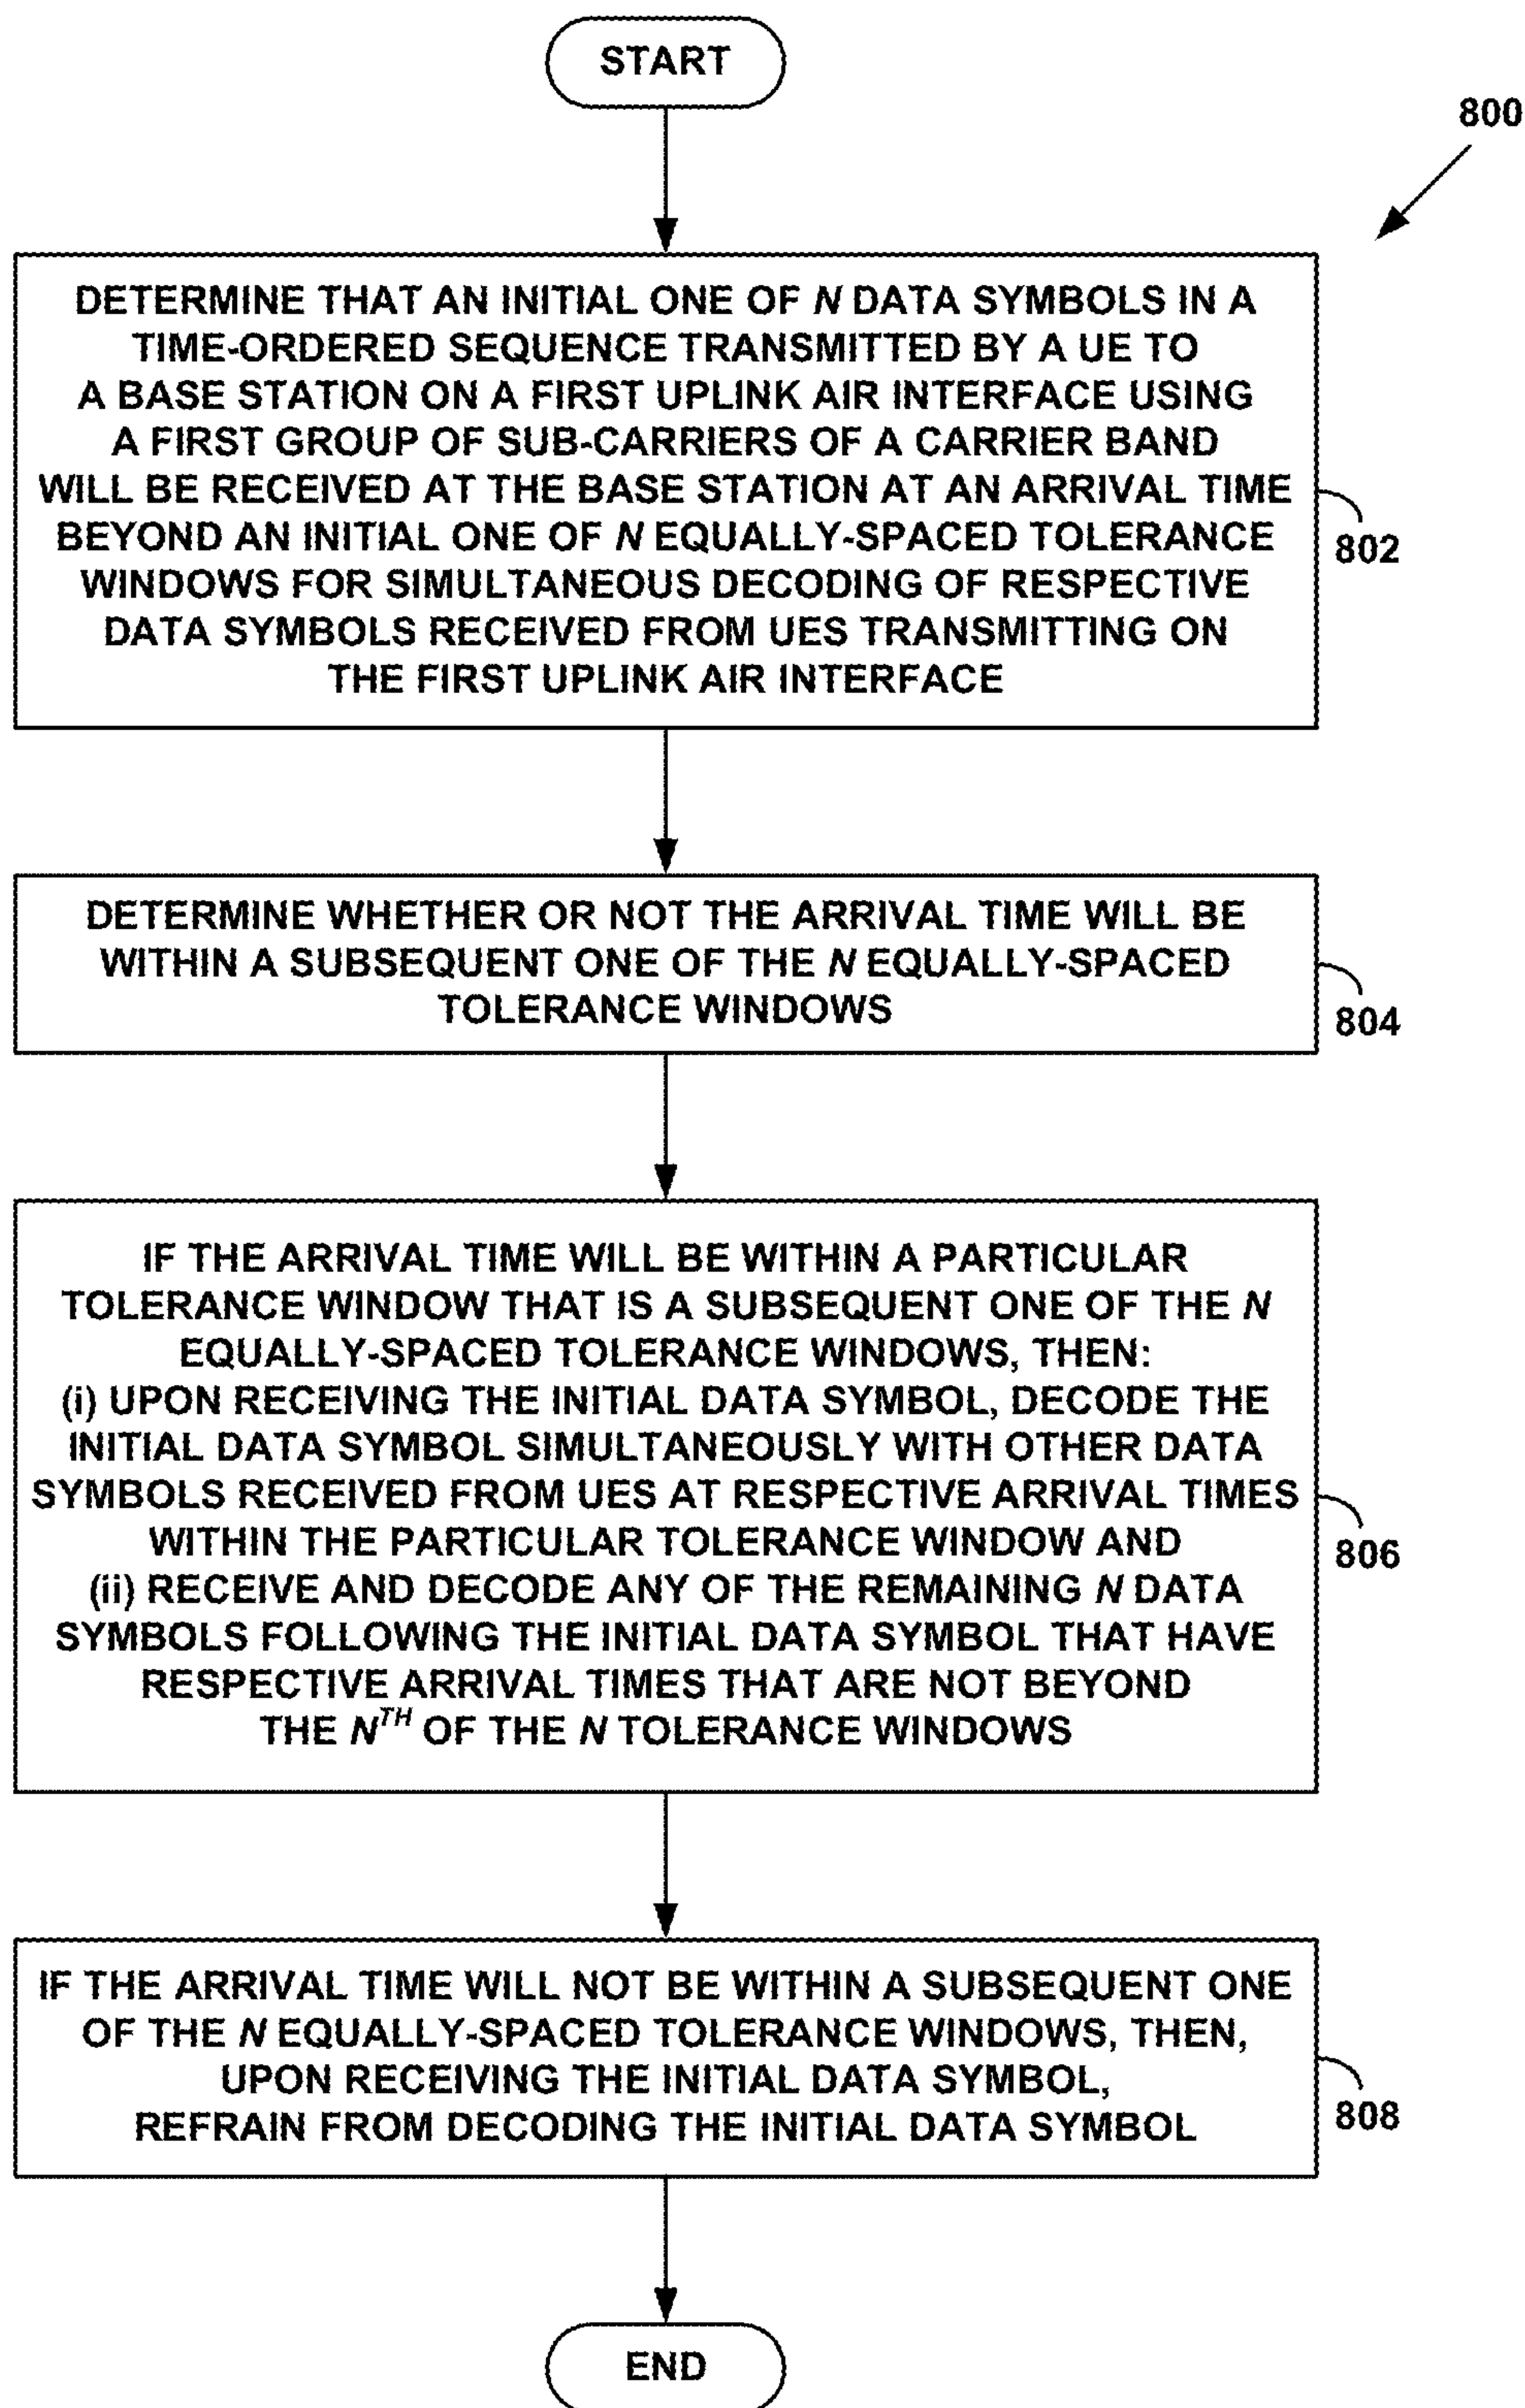 START
800
DETERMINE THAT AN INITIAL ONE OF N DATA SYMBOLS IN A
TIME-ORDERED SEQUENCE TRANSMITTED BY A UE TO
A BASE STATION ON A FIRST UPLINK AIR INTERFACE USING
A FIRST GROUP OF SUB-CARRIERS OF A CARRIER BAND
WILL BE RECEIVED AT THE BASE STATION AT AN ARRIVAL TIME
BEYOND AN INITIAL ONE OF N EQUALLY-SPACED TOLERANCE
WINDOWS FOR SIMULTANEOUS DECODING OF RESPECTIVE
DATA SYMBOLS RECEIVED FROM UES TRANSMITTING ON
THE FIRST UPLINK AIR INTERFACE
802
DETERMINE WHETHER OR NOT THE ARRIVAL TIME WILL BE
WITHIN A SUBSEQUENT ONE OF THE N EQUALLY-SPACED
TOLERANCE WINDOWS
804
IF THE ARRIVAL TIME WILL BE WITHIN A PARTICULAR
TOLERANCE WINDOW THAT IS A SUBSEQUENT ONE OF THE N
EQUALLY-SPACED TOLERANCE WINDOWS, THEN:
(i) UPON RECEIVING THE INITIAL DATA SYMBOL, DECODE THE
INITIAL DATA SYMBOL SIMULTANEOUSLY WITH OTHER DATA
SYMBOLS RECEIVED FROM UES AT RESPECTIVE ARRIVAL TIMES
WITHIN THE PARTICULAR TOLERANCE WINDOW AND
(ii) RECEIVE AND DECODE ANY OF THE REMAINING N DATA
SYMBOLS FOLLOWING THE INITIAL DATA SYMBOL THAT HAVE
RESPECTIVE ARRIVAL TIMES THAT ARE NOT BEYOND
THE N^TH OF THE N TOLERANCE WINDOWS
806
IF THE ARRIVAL TIME WILL NOT BE WITHIN A SUBSEQUENT ONE
OF THE N EQUALLY-SPACED TOLERANCE WINDOWS, THEN,
UPON RECEIVING THE INITIAL DATA SYMBOL,
REFRAIN FROM DECODING THE INITIAL DATA SYMBOL
808
END